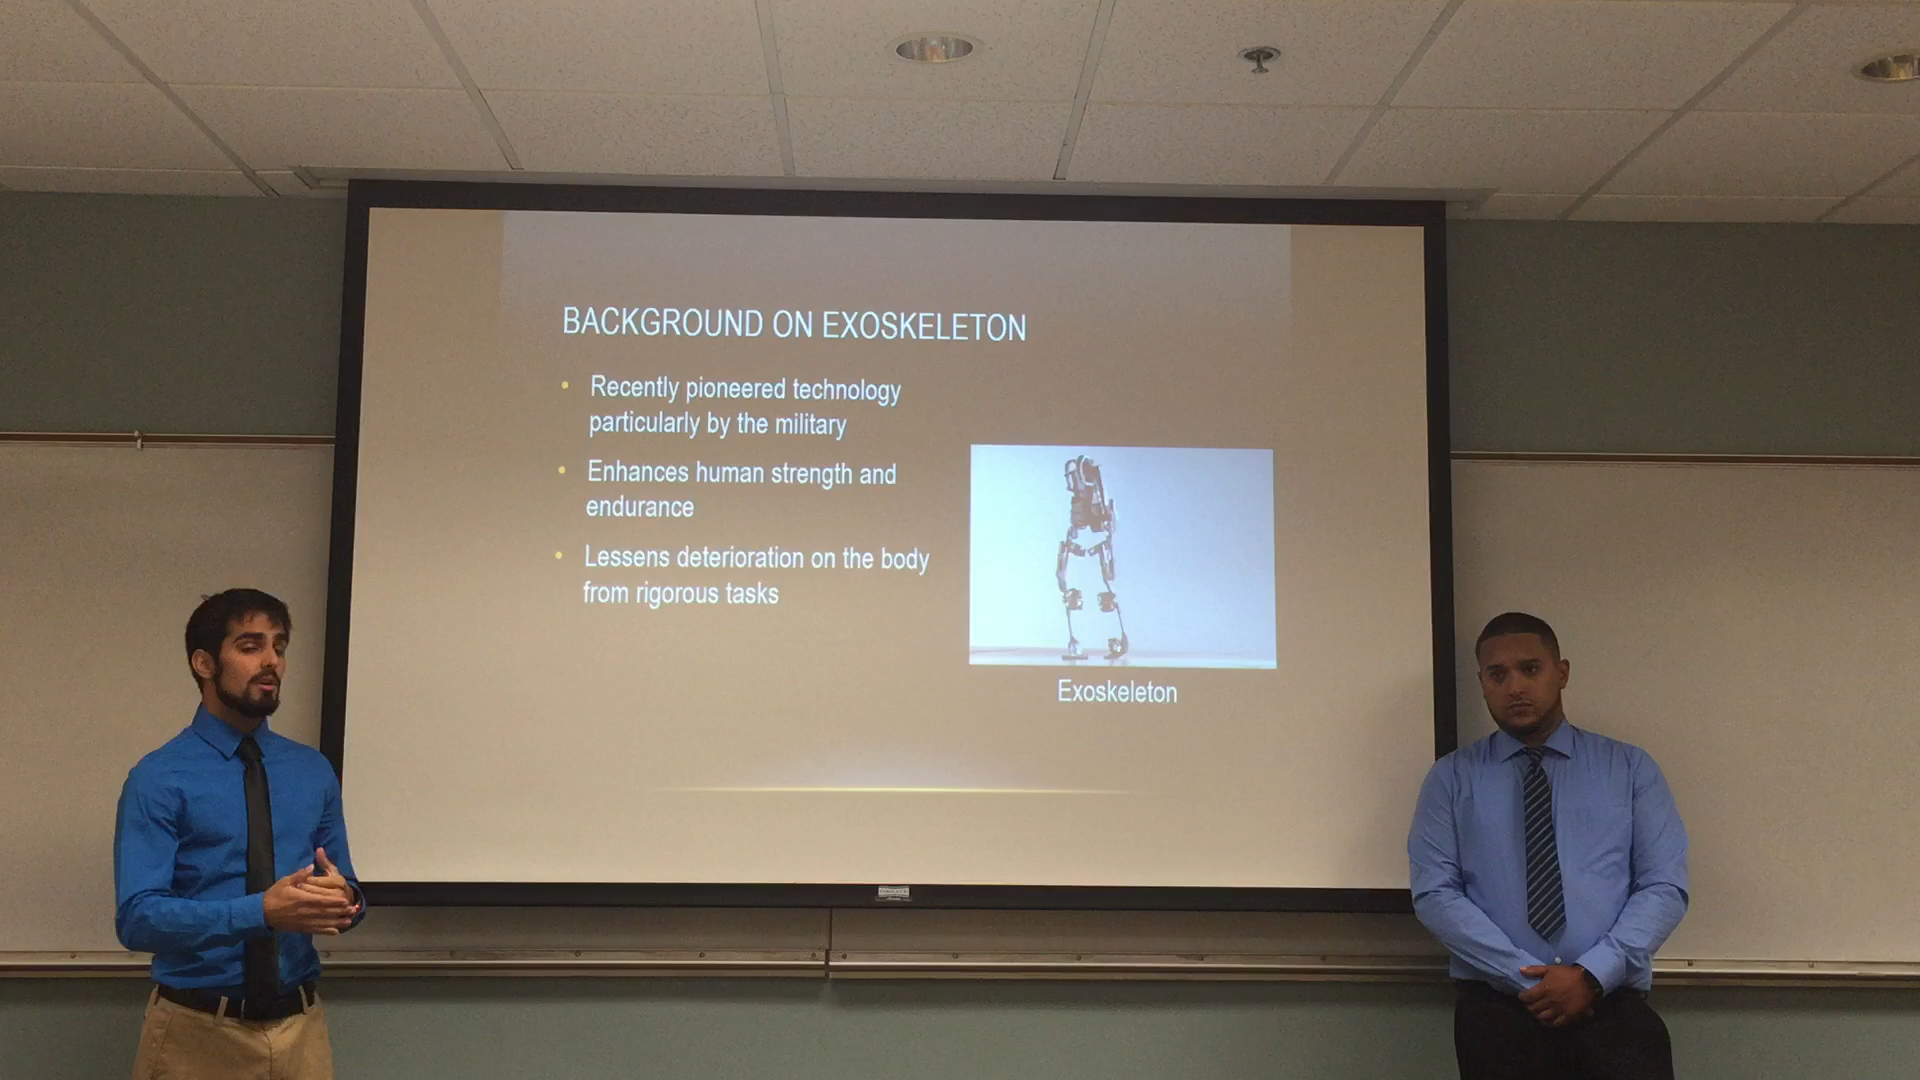 BACKGROUND ON EXOSKELETON
• Recently pioneered technology
particularly by the military
• Enhances human strength and
endurance
• Lessens deterioration on the body
from rigorous tasks
Exoskeleton